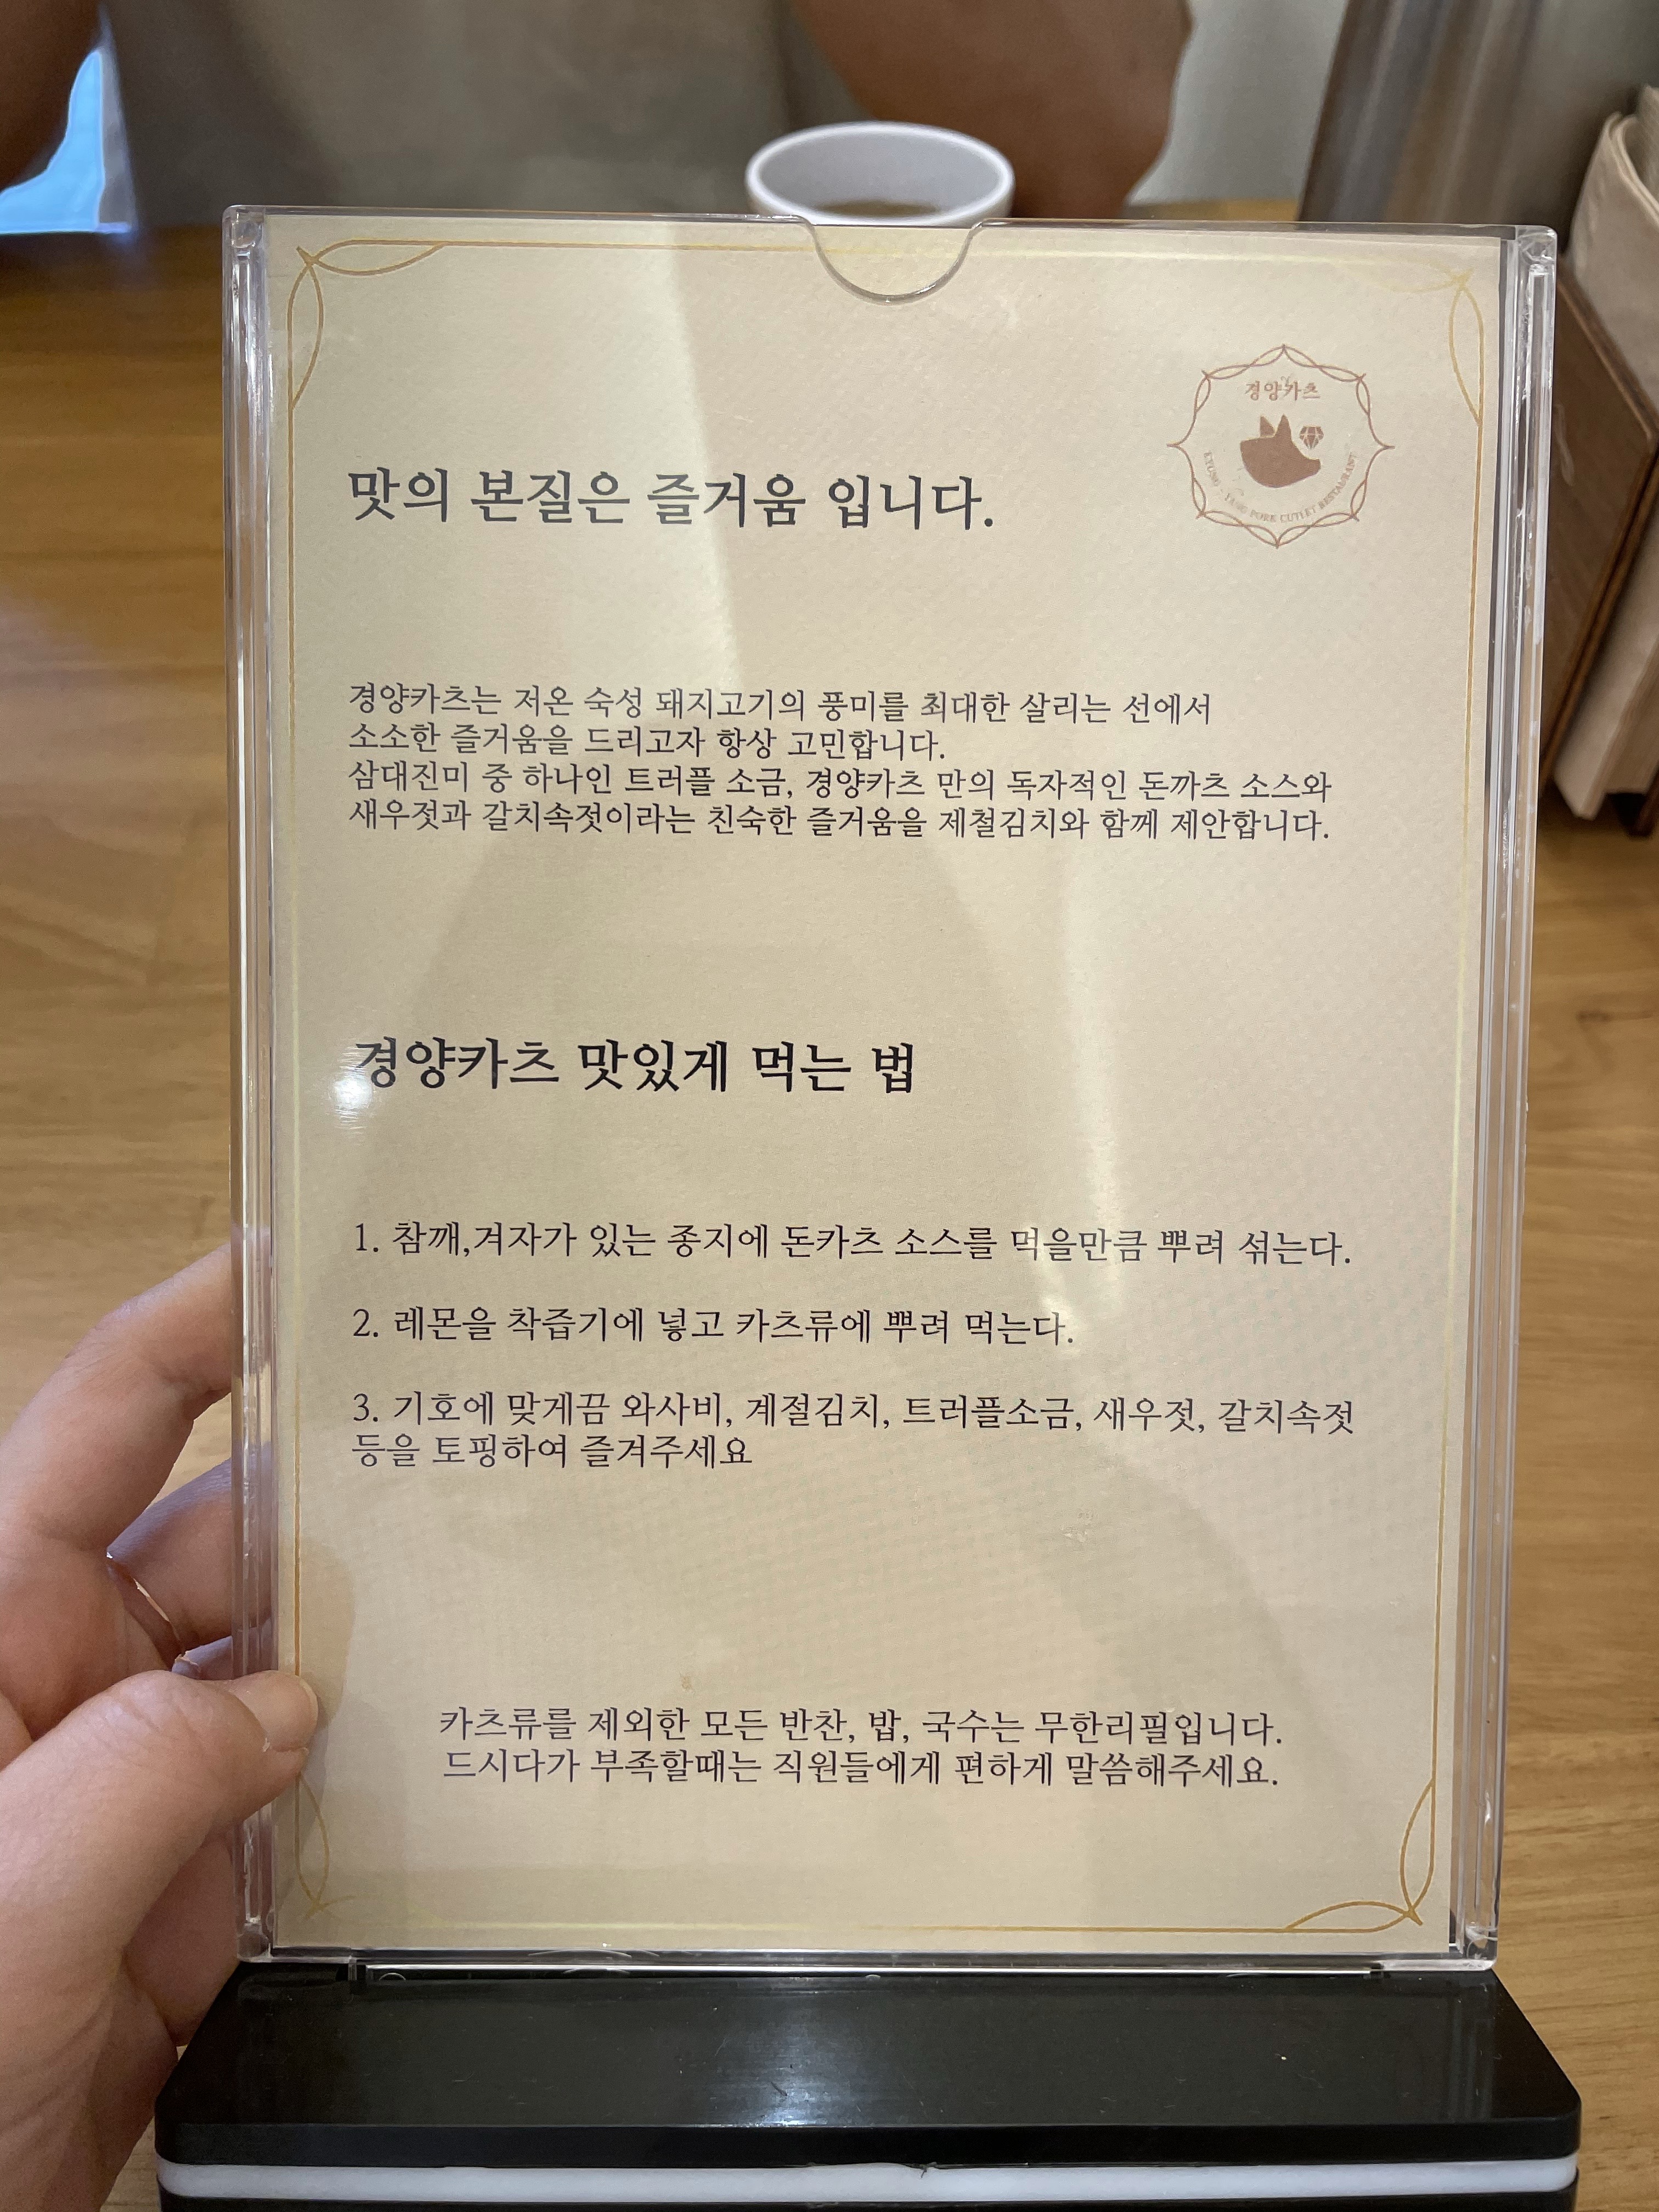 경양카츠
KYUNG - YANG PORK CUTLET RESTAURANT
맛의 본질은 즐거움 입니다.
경양카츠는 저온 숙성 돼지고기의 풍미를 최대한 살리는 선에서
소소한 즐거움을 드리고자 항상 고민합니다.
삼대진미 중 하나인 트러플 소금, 경양카츠 만의 독자적인 돈까츠 소스와
새우젓과 갈치속젓이라는 친숙한 즐거움을 제철김치와 함께 제안합니다.
경양카츠 맛있게 먹는 법
1. 참깨,겨자가 있는 종지에 돈카츠 소스를 먹을만큼 뿌려 섞는다.
2. 레몬을 착즙기에 넣고 카츠류에 뿌려 먹는다.
3. 기호에 맞게끔 와사비, 계절김치, 트러플소금, 새우젓, 갈치속젓
등을 토핑하여 즐겨주세요
카츠류를 제외한 모든 반찬, 밥, 국수는 무한리필입니다.
드시다가 부족할때는 직원들에게 편하게 말씀해주세요.